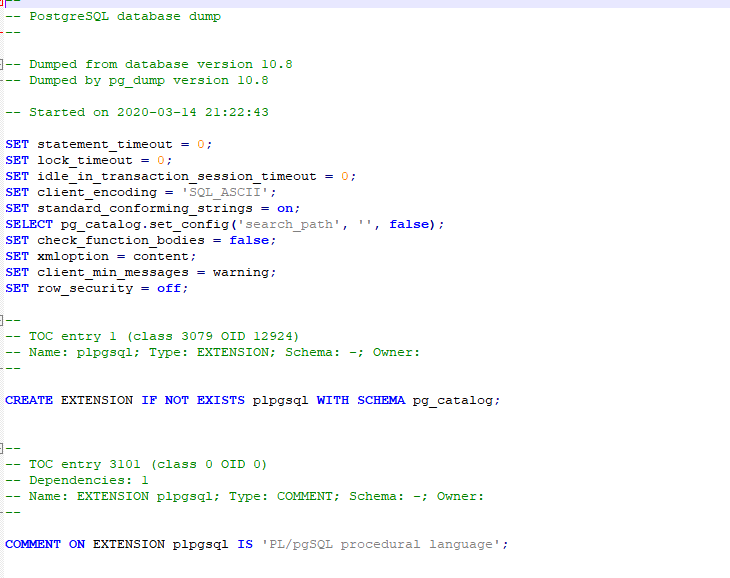 --
-- PostgreSQL database dump
--
-- Dumped from database version 10.8
-- Dumped by pg_dump version 10.8
-- Started on 2020-03-14 21:22:43
SET statement_timeout = 0;
SET lock_timeout = 0;
SET idle_in_transaction_session_timeout = 0;
SET client_encoding = 'SQL_ASCII';
SET standard_conforming_strings = on;
SELECT pg_catalog.set_config('search_path', '', false);
SET check_function_bodies = false;
SET xmloption = content;
SET client_min_messages = warning;
SET row_security = off;
--
-- TOC entry 1 (class 3079 OID 12924)
-- Name: plpgsql; Type: EXTENSION; Schema: -; Owner:
--
CREATE EXTENSION IF NOT EXISTS plpgsql WITH SCHEMA pg_catalog;
--
-- TOC entry 3101 (class 0 OID 0)
-- Dependencies: 1
-- Name: EXTENSION plpgsql; Type: COMMENT; Schema: -; Owner:
--
COMMENT ON EXTENSION plpgsql IS 'PL/pgSQL procedural language';